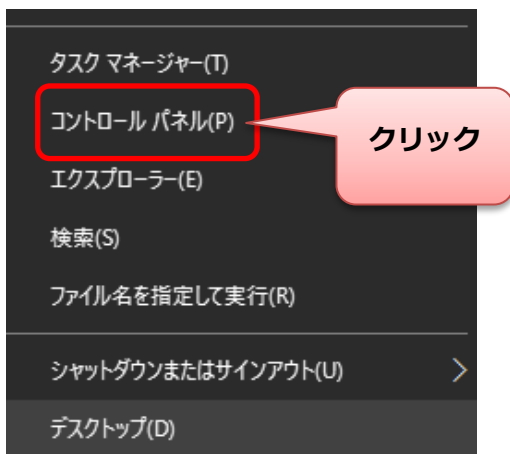 タスク マネージャー(T)
コントロール パネル(P)
クリック
エクスプローラー(E)
検索(S)
ファイル名を指定して実行(R)
シャットダウンまたはサインアウト(U)
デスクトップ(D)